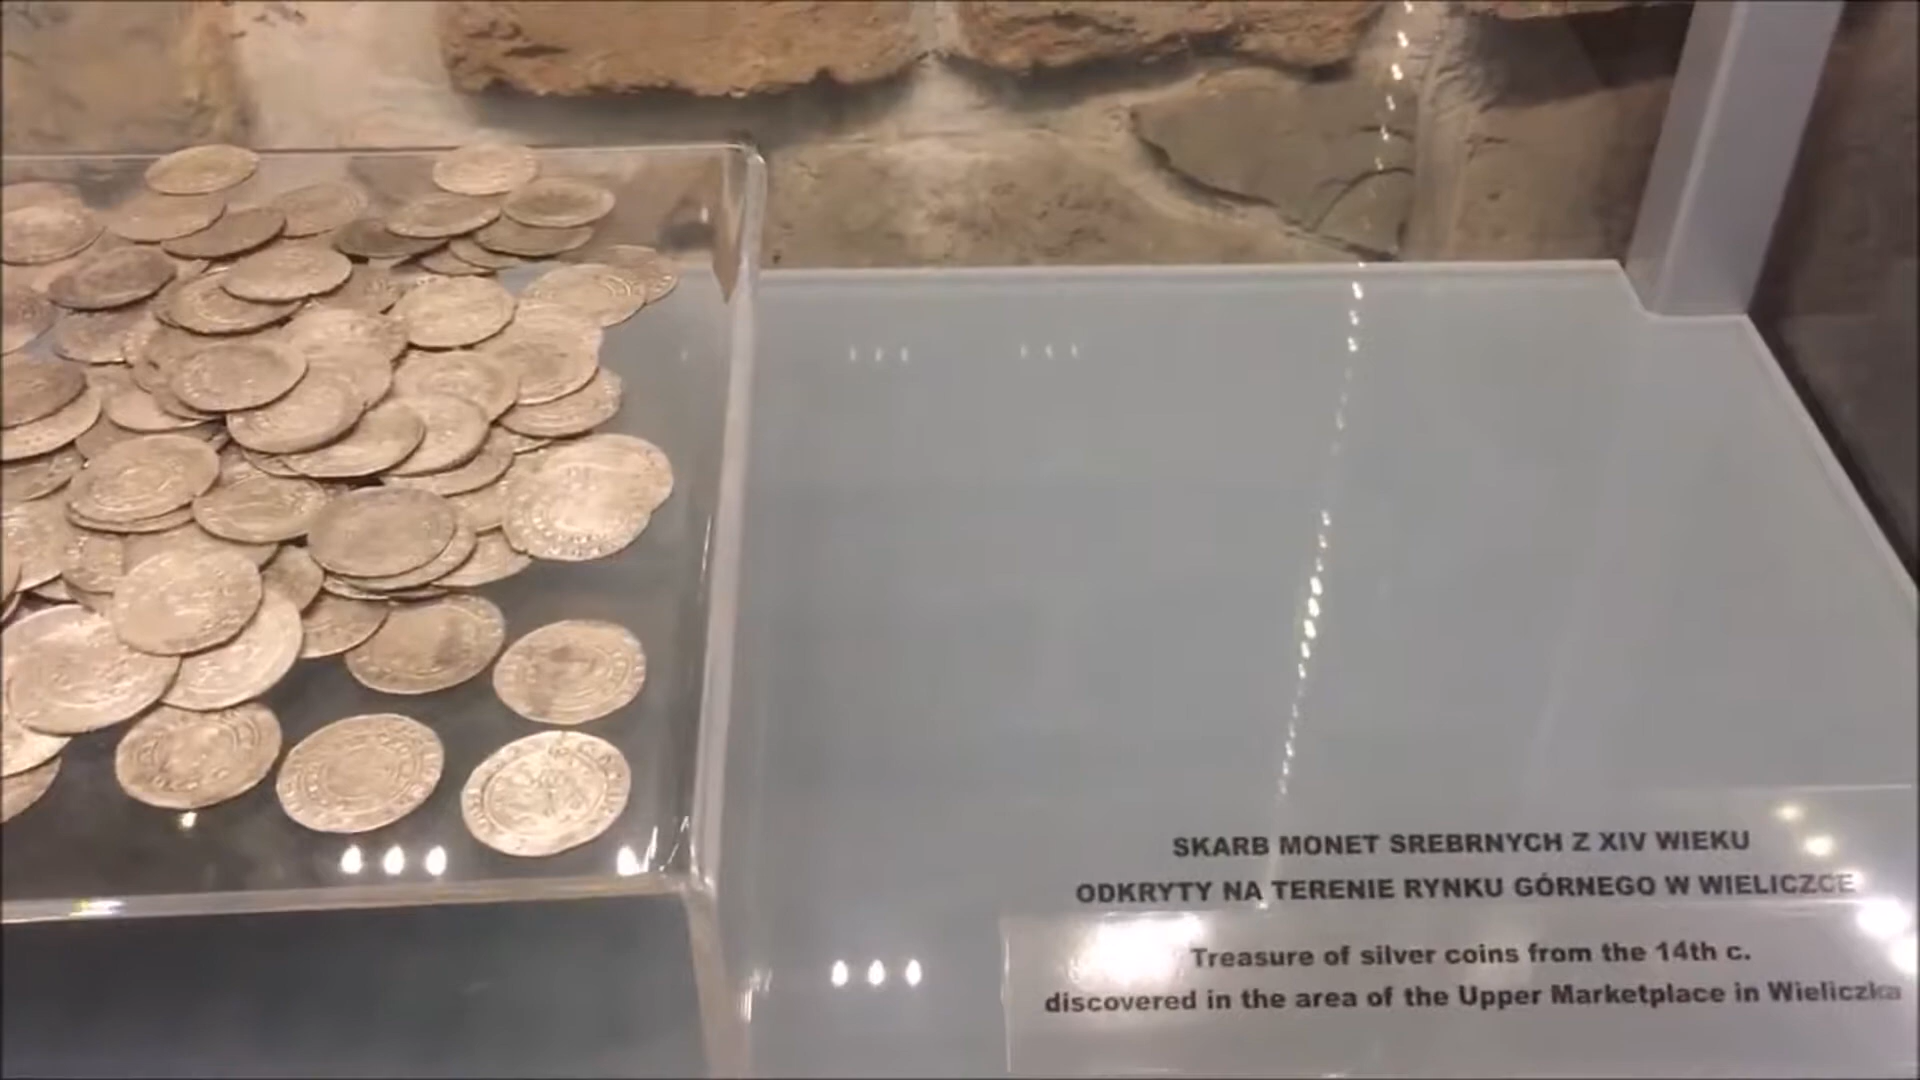 SKARB MONET SREBRNYCH Z XIV WIEKU
ODKRYTY NA TERENIE RYNKU GÓRNEGO W WIELICZCE
Treasure of silver coins from the 14th c.
discovered in the area of the Upper Marketplace in Wieliczka